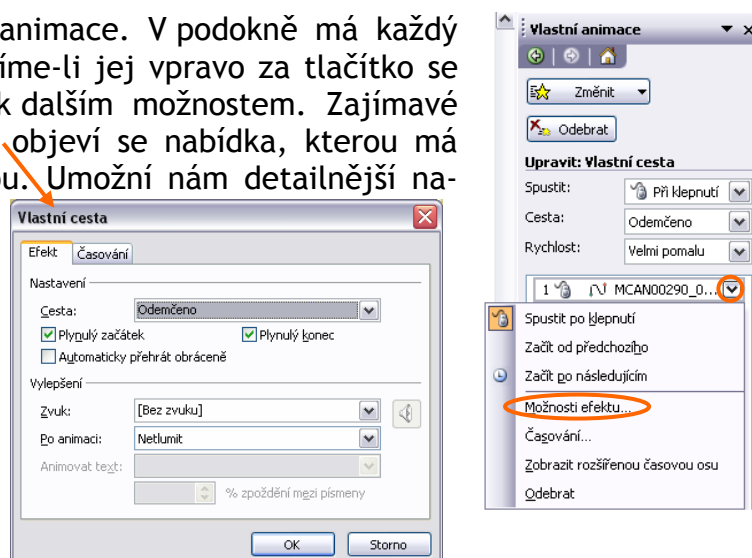 animace. V podokně má každý
íme-li jej vpravo za tlačítko se
k dalším možnostem. Zajímavé
objeví se nabídka, kterou má
u. Umožní nám detailnější na-
Vlastní cesta
Efekt Časování
Nastavení
Cesta: Odemčeno
Plynulý začátek Plynulý konec
Automaticky přehrát obráceně
Vylepšení
Zvuk: [Bez zvuku]
Po animaci: Netlumit
Animovat text:
% zpoždění mezi písmeny
OK Storno
Vlastní animace
Změnit
Odebrat
Upravit: Vlastní cesta
Spustit: Při klepnutí
Cesta: Odemčeno
Rychlost: Velmi pomalu
1 MCAN00290_0...
Spustit po klepnutí
Začít od předchozího
Začít po následujícím
Možnosti efektu...
Časování...
Zobrazit rozšířenou časovou osu
Odebrat